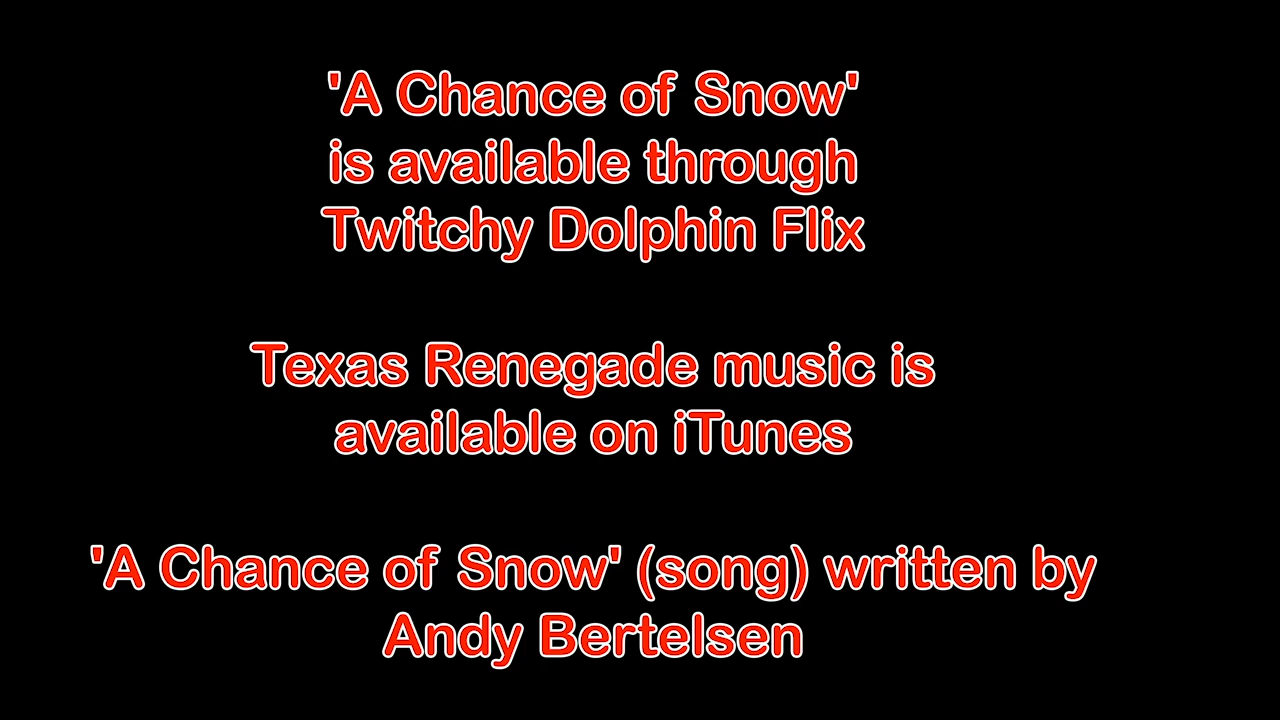 'A Chance of Snow'
is available through
Twitchy Dolphin Flix
Texas Renegade music is
available on iTunes
'A Chance of Snow' (song) written by
Andy Bertelsen